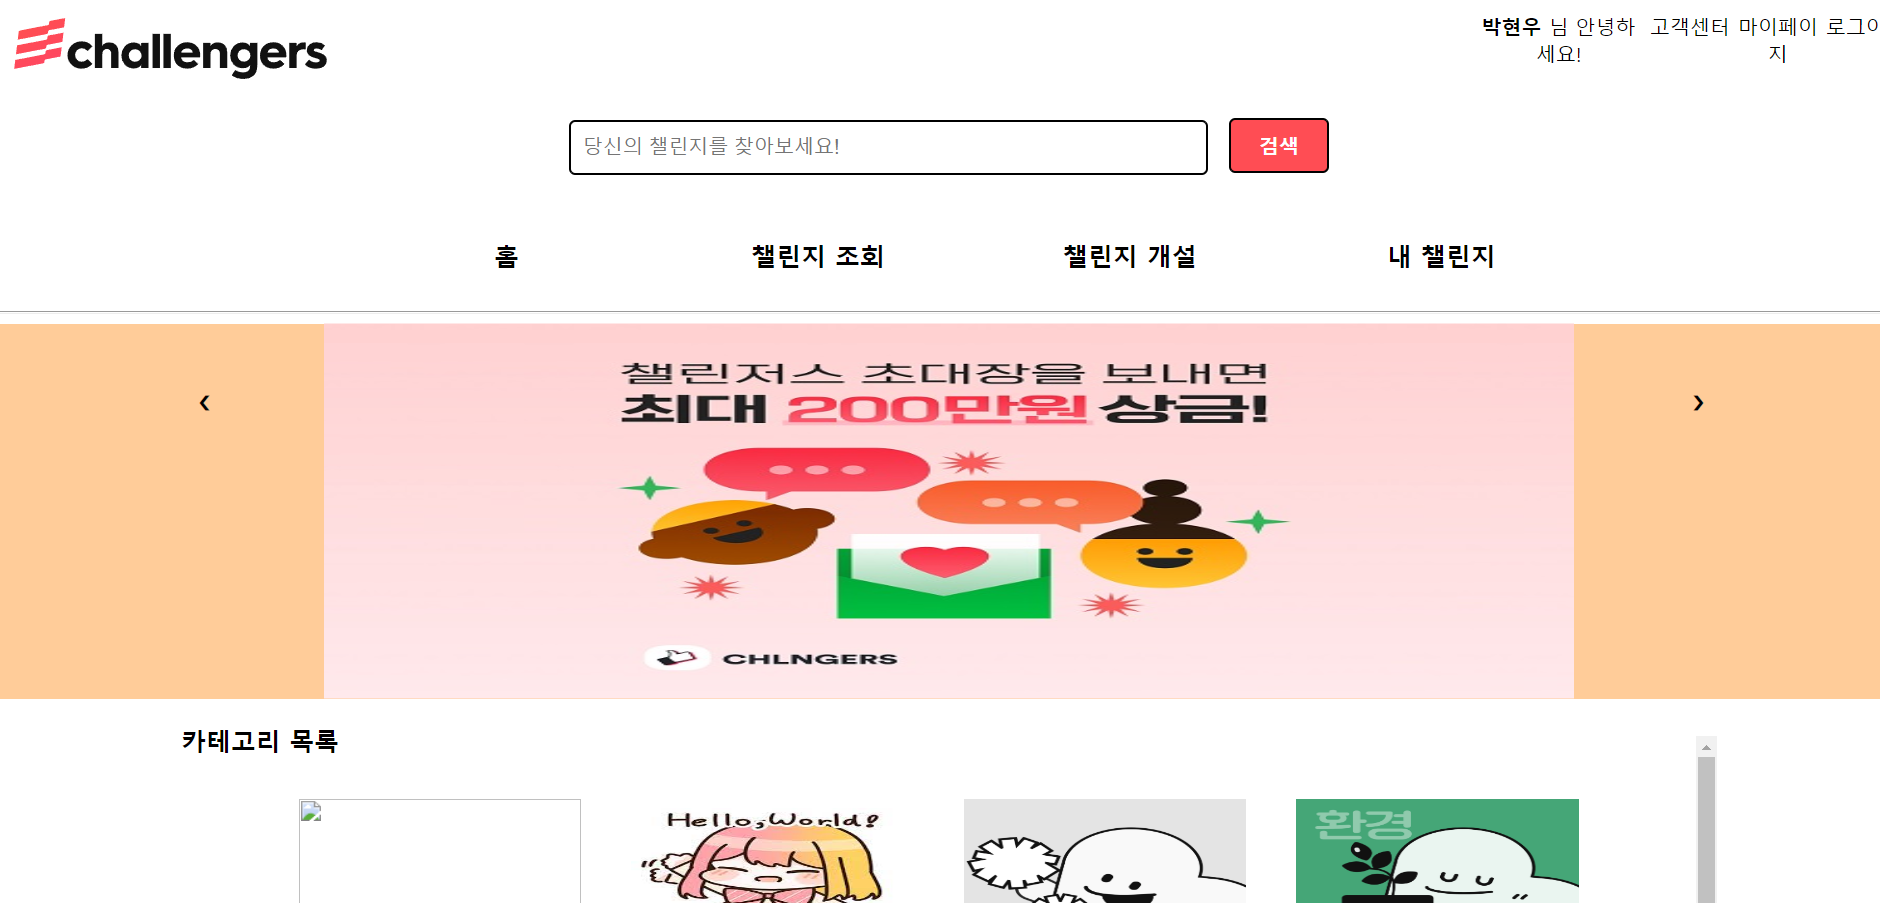 challengers
박현우 님 안녕하
세요!
고객센터
마이페이
지
로그아
당신의 챌린지를 찾아보세요!
검색
홈
챌린지 조회
챌린지 개설
내 챌린지
챌린저스 초대장을 보내면
최대 200만원 상금!
CHLNGERS
카테고리 목록
Hello,World!
환경